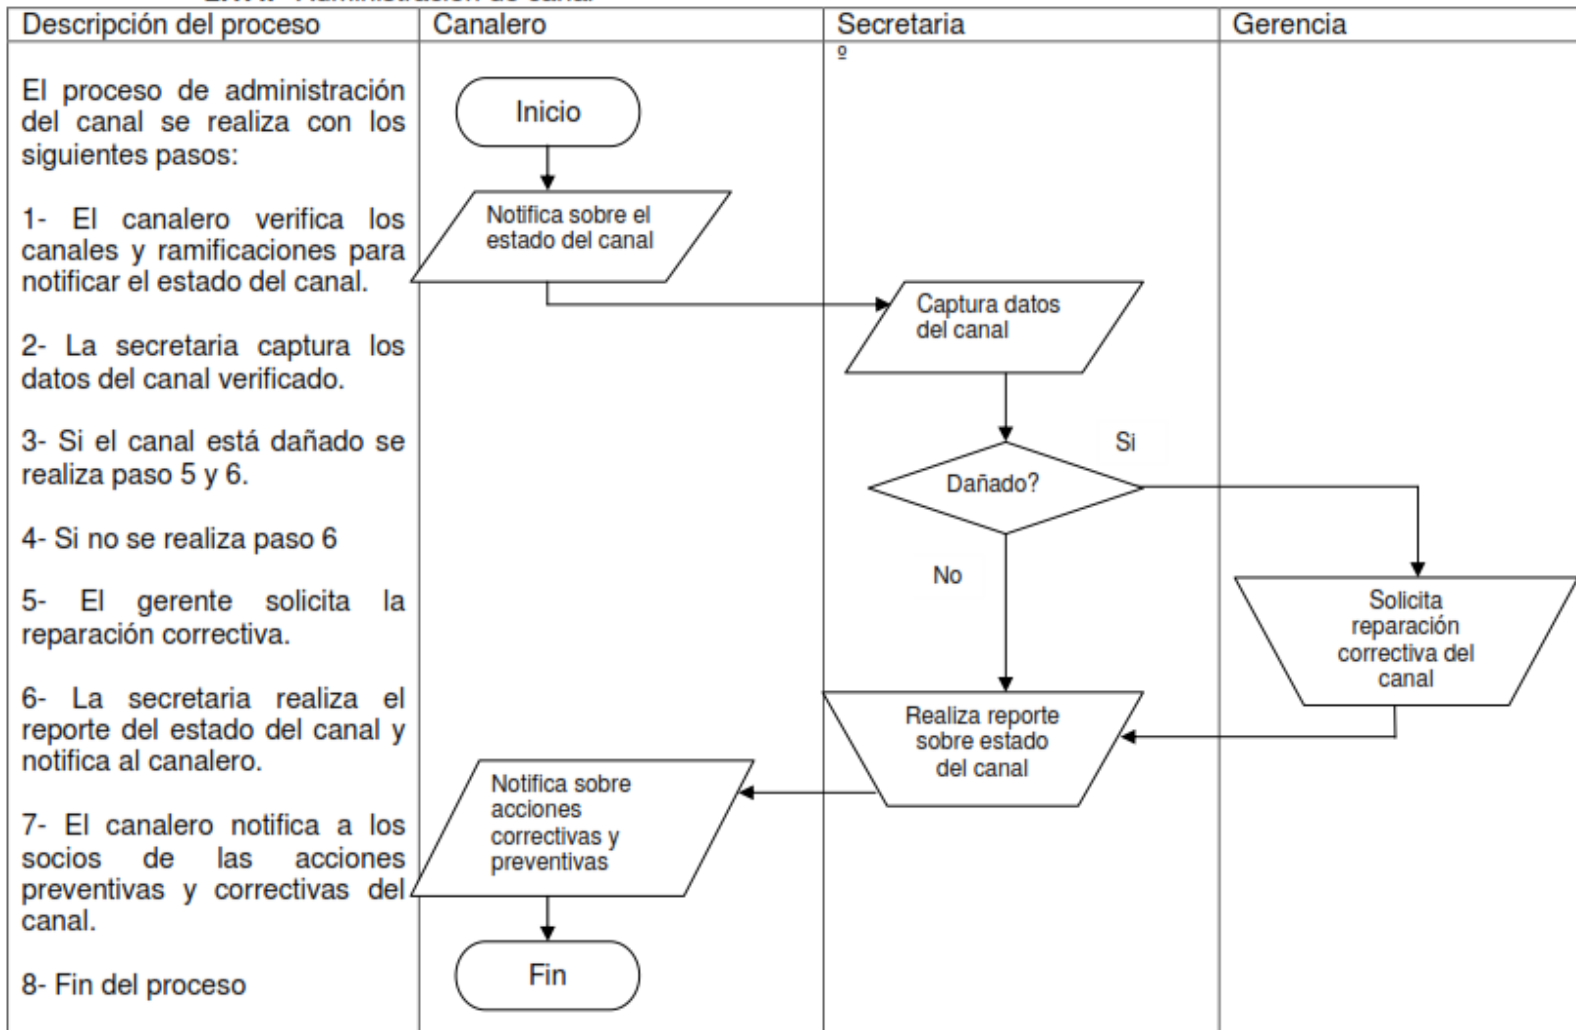 Administración de canal
Descripción del proceso
Canalero
Secretaria
Gerencia
º
El proceso de administración
del canal se realiza con los
siguientes pasos:
1- El canalero verifica los
canales y ramificaciones para
notificar el estado del canal.
2- La secretaria captura los
datos del canal verificado.
3- Si el canal está dañado se
realiza paso 5 y 6.
4- Si no se realiza paso 6
5- El gerente solicita la
reparación correctiva.
6- La secretaria realiza el
reporte del estado del canal y
notifica al canalero.
7- El canalero notifica a los
socios de las acciones
preventivas y correctivas del
canal.
8- Fin del proceso
Inicio
Notifica sobre el
estado del canal
Captura datos
del canal
Dañado?
Si
No
Solicita
reparación
correctiva del
canal
Realiza reporte
sobre estado
del canal
Notifica sobre
acciones
correctivas y
preventivas
Fin